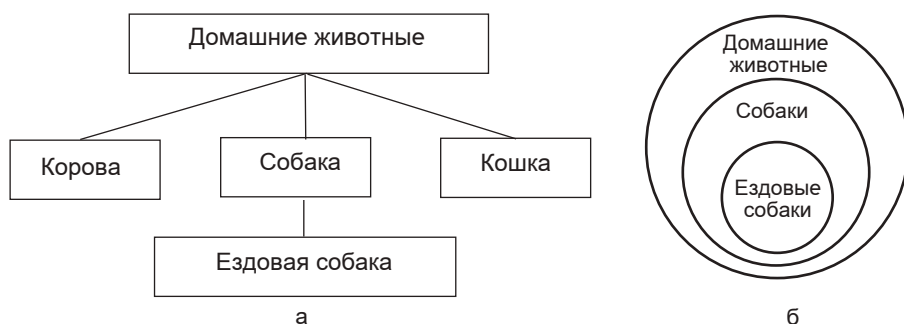 Домашние животные
Корова
Собака
Кошка
Ездовая собака
а
Домашние
животные
Собаки
Ездовые
собаки
б